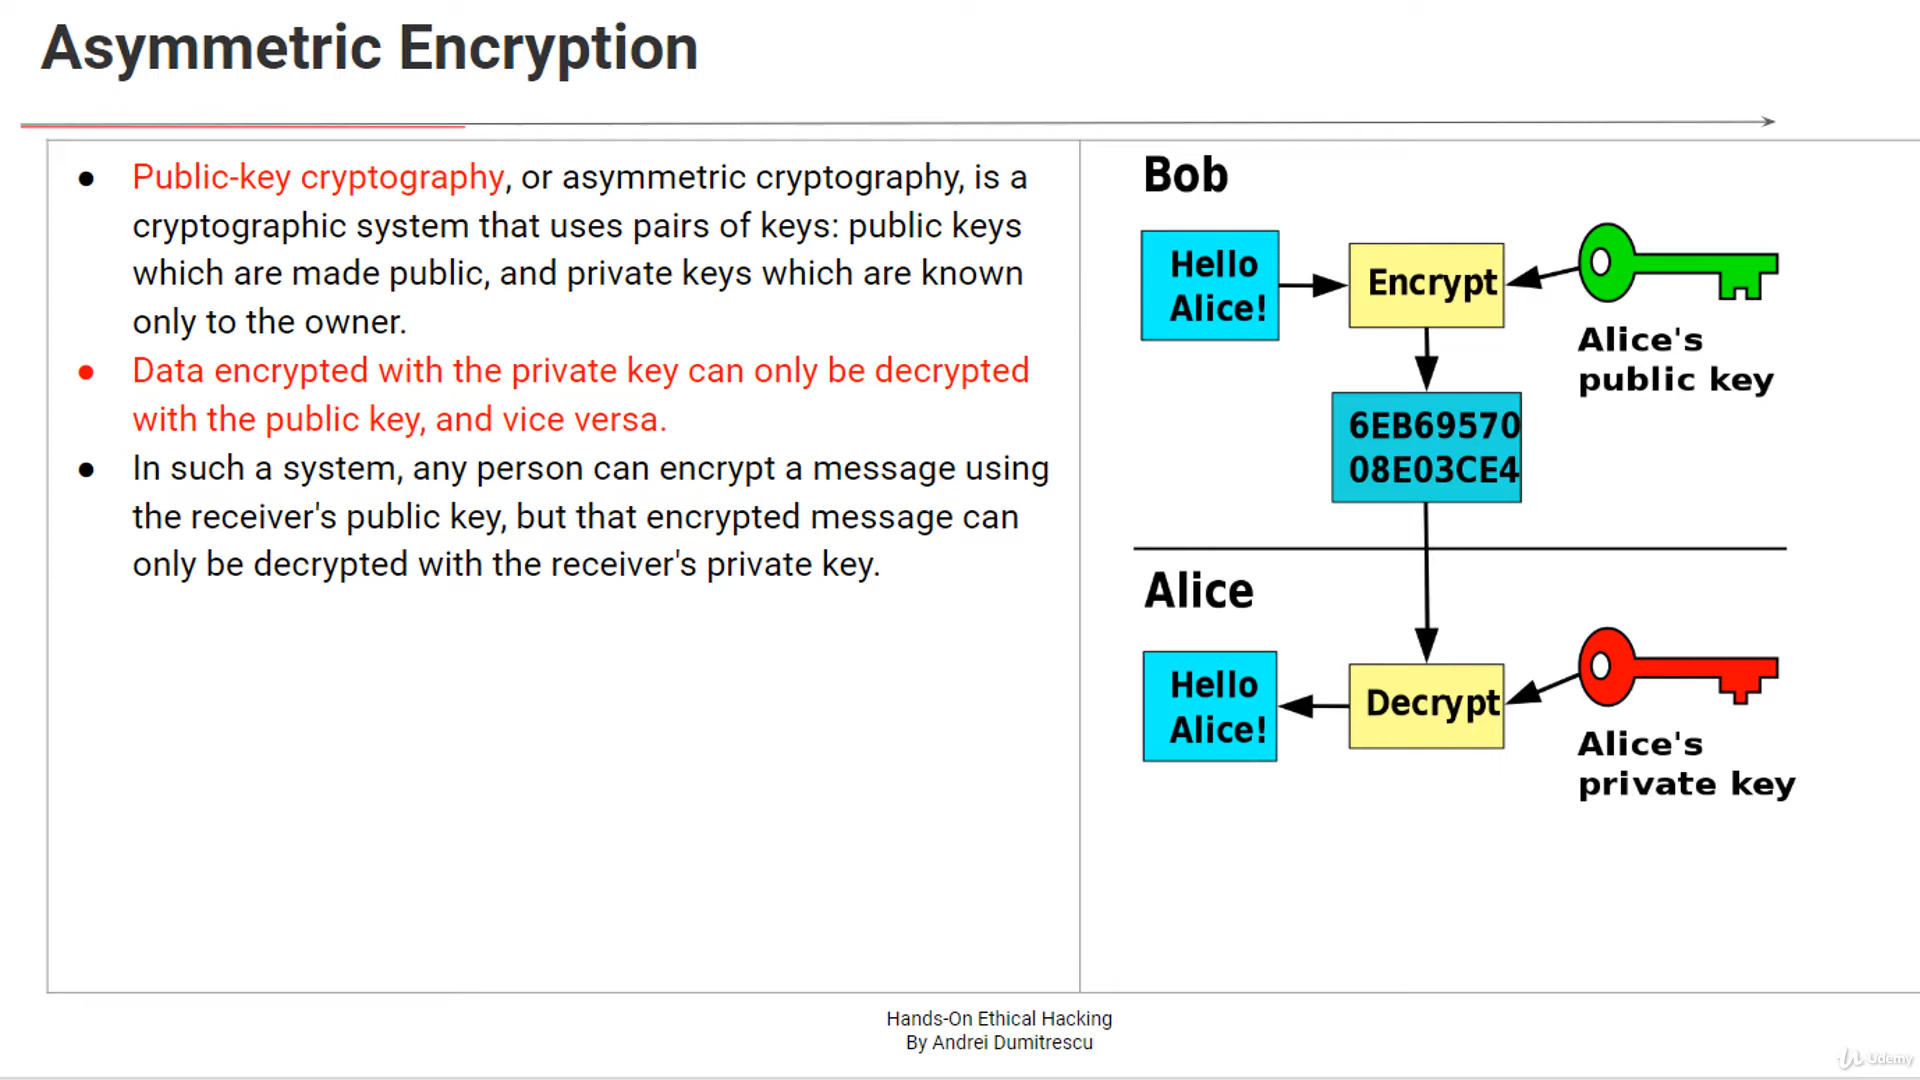 Asymmetric Encryption
● Public-key cryptography, or asymmetric cryptography, is a
cryptographic system that uses pairs of keys: public keys
which are made public, and private keys which are known
only to the owner.
● Data encrypted with the private key can only be decrypted
with the public key, and vice versa.
● In such a system, any person can encrypt a message using
the receiver's public key, but that encrypted message can
only be decrypted with the receiver's private key.
Bob
Hello
Alice!
Encrypt
Alice's
public key
6EB69570
08E03CE4
Alice
Hello
Alice!
Decrypt
Alice's
private key
Hands-On Ethical Hacking
By Andrei Dumitrescu
Udemy